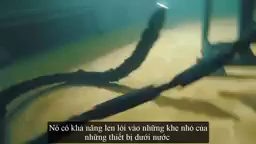 Nó có khả năng len lỏi vào những khe nhỏ của
những thiết bị dưới nước